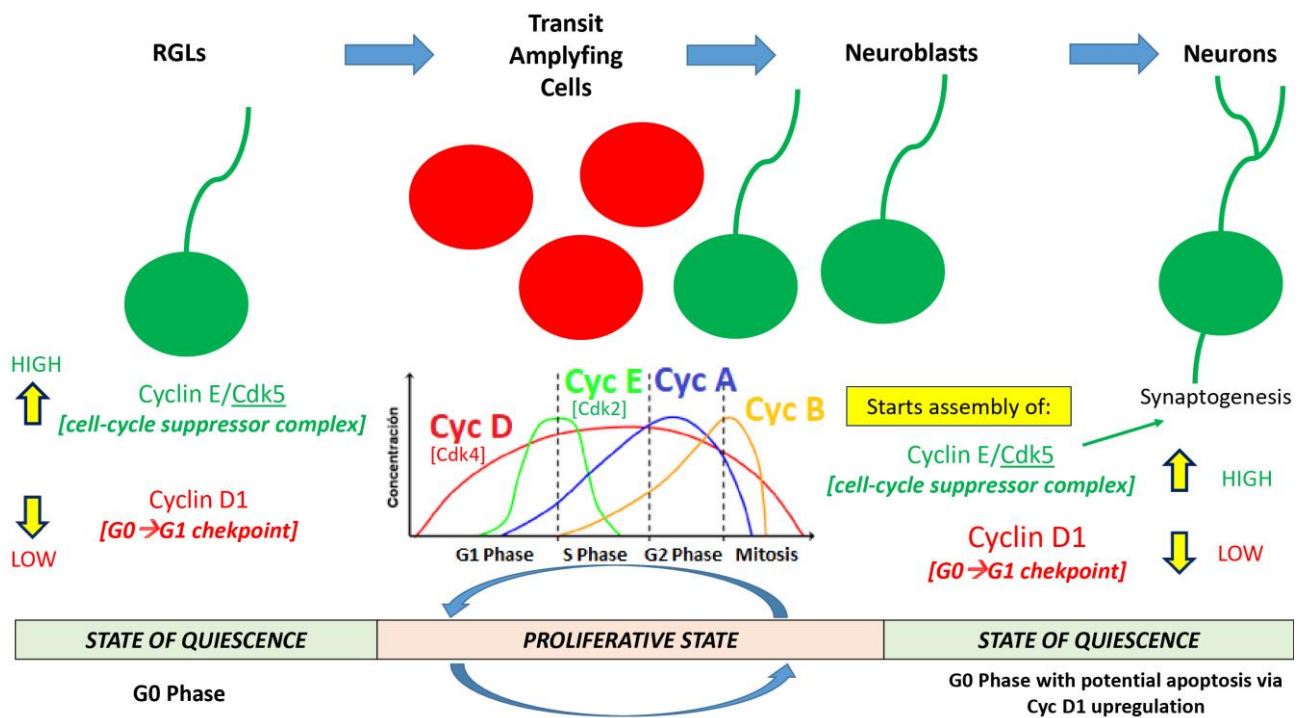 RGLs
Transit
Amplyfing
Cells
Neuroblasts
Neurons
HIGH
Cyclin E/Cdk5
[cell-cycle suppressor complex]
Cyclin D1
[G0→G1 chekpoint]
LOW
Concentración
Cyc D
[Cdk4]
Cyc E
[Cdk2]
Cyc A
Cyc B
G1 Phase
S Phase
G2 Phase
Mitosis
Starts assembly of:
Synaptogenesis
Cyclin E/Cdk5
[cell-cycle suppressor complex]
HIGH
Cyclin D1
[G0→G1 chekpoint]
LOW
STATE OF QUIESCENCE
PROLIFERATIVE STATE
STATE OF QUIESCENCE
G0 Phase
G0 Phase with potential apoptosis via
Cyc D1 upregulation